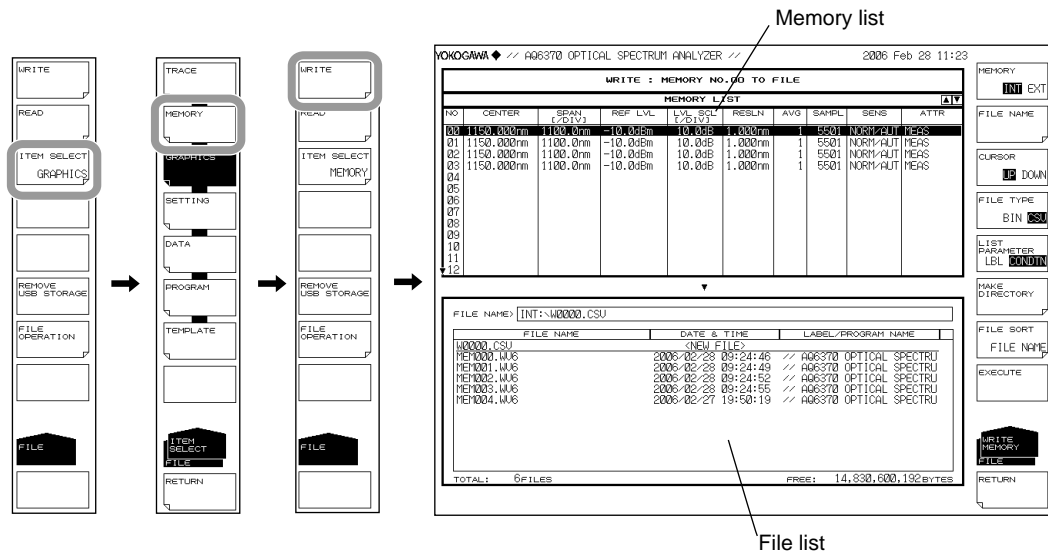 Memory list
WRITE
READ
ITEM SELECT
GRAPHICS
REMOVE
USB STORAGE
FILE
OPERATION
FILE
TRACE
MEMORY
GRAPHICS
SETTING
DATA
PROGRAM
TEMPLATE
ITEM
SELECT
FILE
RETURN
WRITE
READ
ITEM SELECT
MEMORY
REMOVE
USB STORAGE
FILE
OPERATION
FILE
YOKOGAWA ◆ // AQ6370 OPTICAL SPECTRUM ANALYZER // 2006 Feb 28 11:23
WRITE : MEMORY NO.00 TO FILE
MEMORY LIST
NO CENTER SPAN [/DIV] REF LVL LVL SCL [/DIV] RESLN AVG SAMPL SENS ATTR
00 1150.000nm 1100.0nm -10.0dBm 10.0dB 1.000nm 1 5501 NORM/AUT MEAS
01 1150.000nm 1100.0nm -10.0dBm 10.0dB 1.000nm 1 5501 NORM/AUT MEAS
02 1150.000nm 1100.0nm -10.0dBm 10.0dB 1.000nm 1 5501 NORM/AUT MEAS
03 1150.000nm 1100.0nm -10.0dBm 10.0dB 1.000nm 1 5501 NORM/AUT MEAS
04
05
06
07
08
09
10
11
12
FILE NAME> INT:\W0000.CSV
FILE NAME DATE & TIME LABEL/PROGRAM NAME
W0000.CSV <NEW FILE>
MEM000.WV6 2006/02/28 09:24:46 // AQ6370 OPTICAL SPECTRU
MEM001.WV6 2006/02/28 09:24:49 // AQ6370 OPTICAL SPECTRU
MEM002.WV6 2006/02/28 09:24:52 // AQ6370 OPTICAL SPECTRU
MEM003.WV6 2006/02/28 09:24:55 // AQ6370 OPTICAL SPECTRU
MEM004.WV6 2006/02/27 19:50:19 // AQ6370 OPTICAL SPECTRU
TOTAL: 6FILES FREE: 14,830,600,192BYTES
MEMORY
INT EXT
FILE NAME
CURSOR
UP DOWN
FILE TYPE
BIN CSV
LIST
PARAMETER
LBL CONDTN
MAKE
DIRECTORY
FILE SORT
FILE NAME
EXECUTE
WRITE
MEMORY
FILE
RETURN
File list